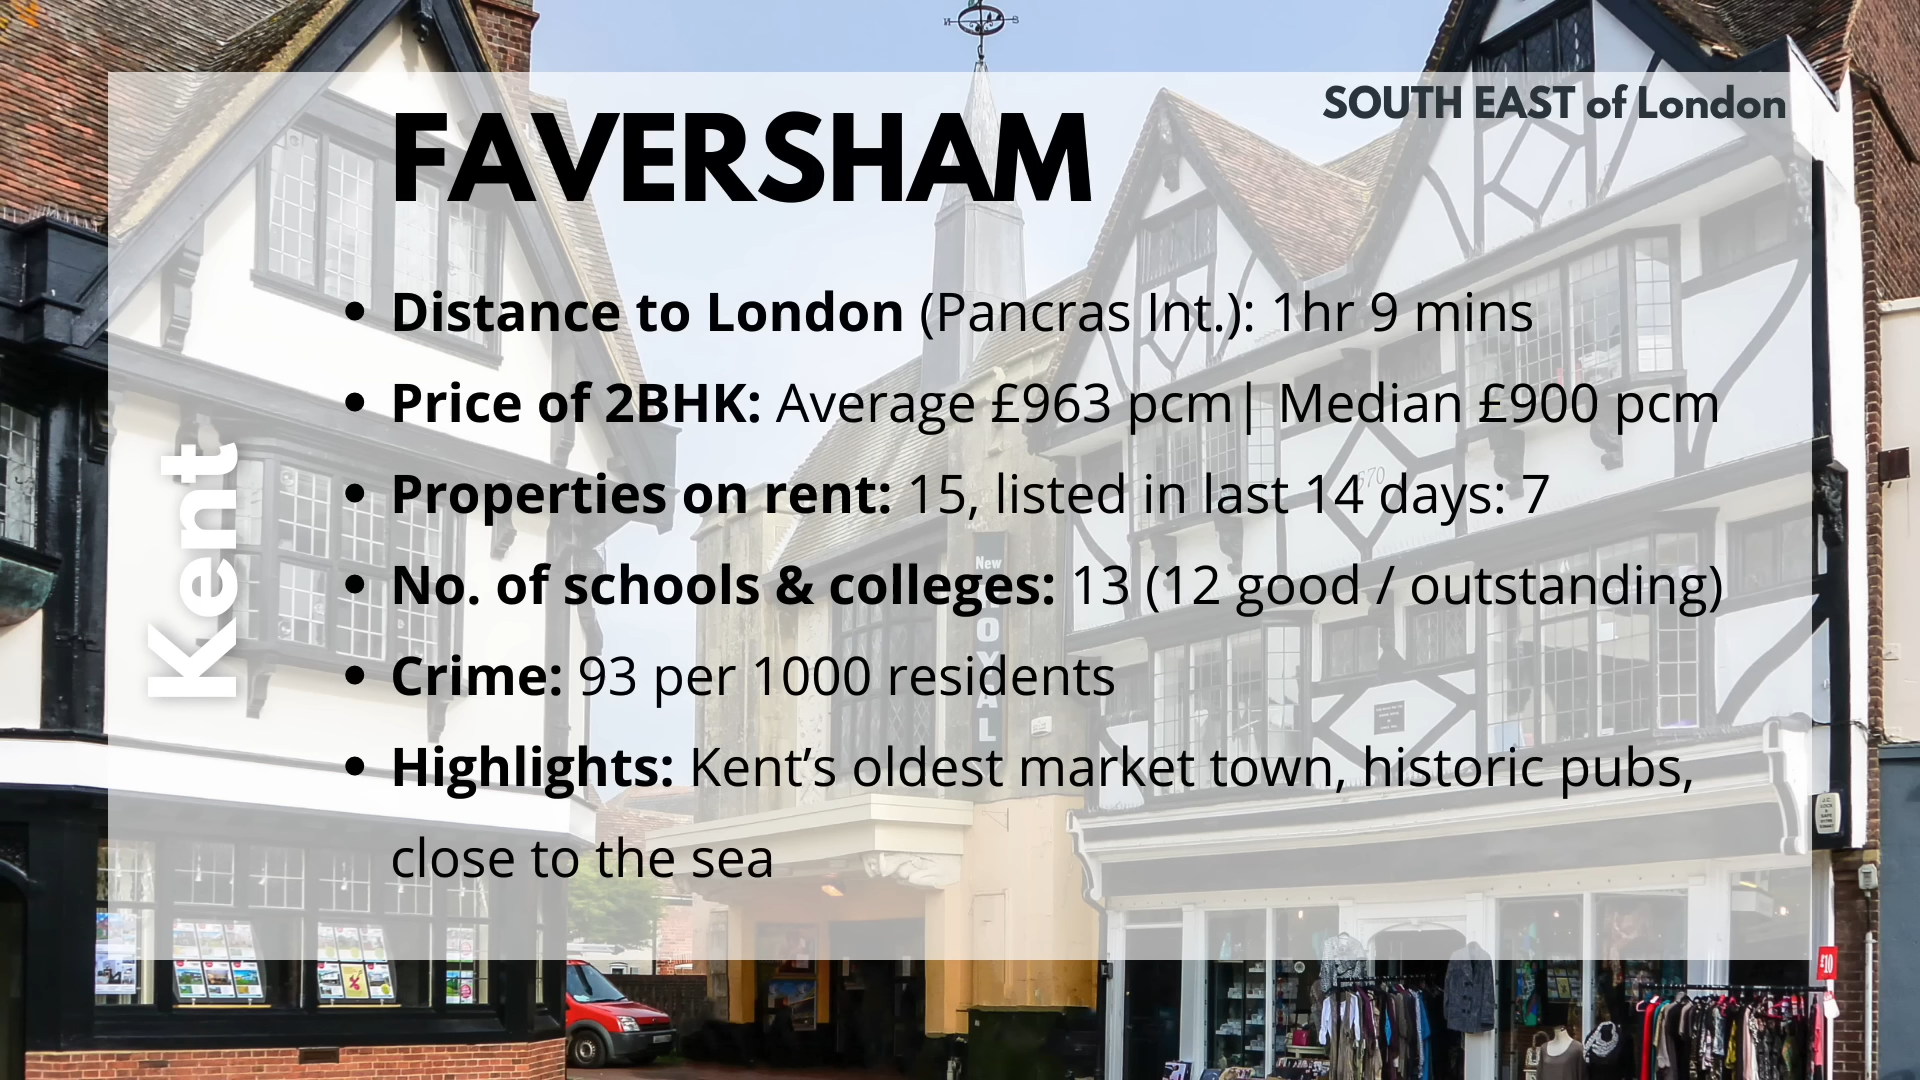 SOUTH EAST of London
FAVERSHAM
Kent
• Distance to London (Pancras Int.): 1hr 9 mins
• Price of 2BHK: Average £963 pcm| Median £900 pcm
• Properties on rent: 15, listed in last 14 days: 7
• No. of schools & colleges: 13 (12 good / outstanding)
• Crime: 93 per 1000 residents
• Highlights: Kent’s oldest market town, historic pubs,
close to the sea
New
ROYAL
£10